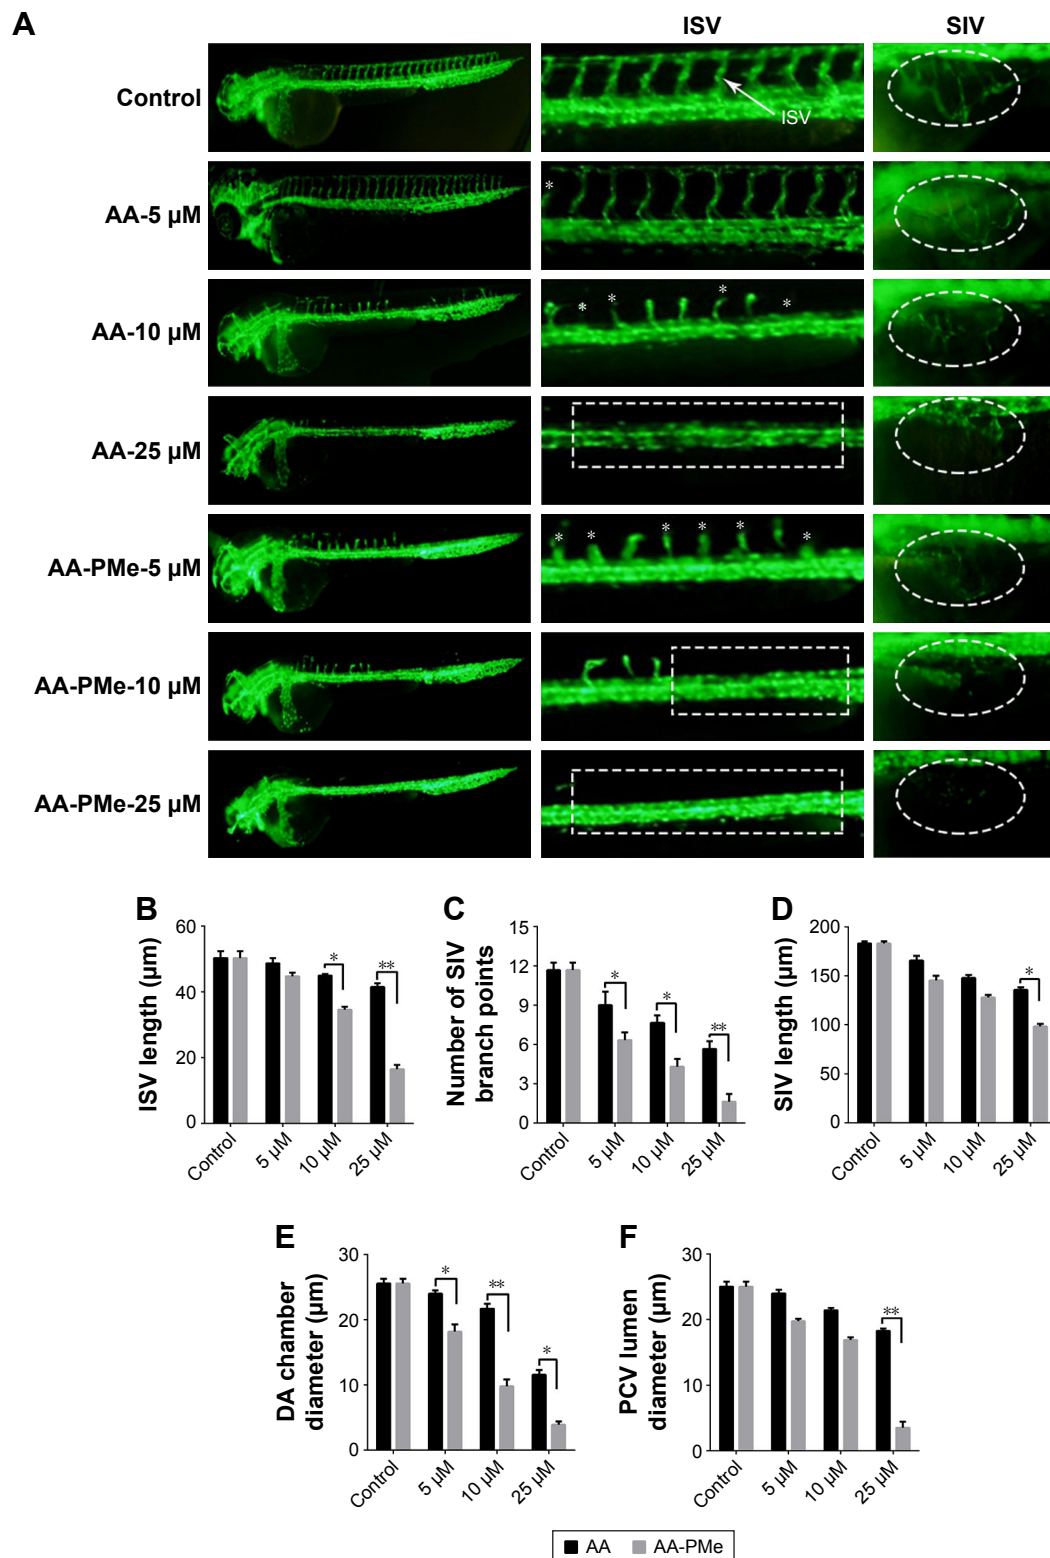 A
ISV
SIV
Control
ISV
*
AA-5 µM
* * * *
AA-10 µM
AA-25 µM
* * * * * *
AA-PMe-5 µM
AA-PMe-10 µM
AA-PMe-25 µM
B
ISV length (µm)
60
40
20
0
*
**
Control
5 µM
10 µM
25 µM
C
Number of SIV
branch points
15
12
9
6
3
0
*
*
**
Control
5 µM
10 µM
25 µM
D
SIV length (µm)
200
150
100
50
0
*
Control
5 µM
10 µM
25 µM
E
DA chamber
diameter (µm)
30
20
10
0
*
**
*
Control
5 µM
10 µM
25 µM
F
PCV lumen
diameter (µm)
30
20
10
0
**
Control
5 µM
10 µM
25 µM
AA AA-PMe